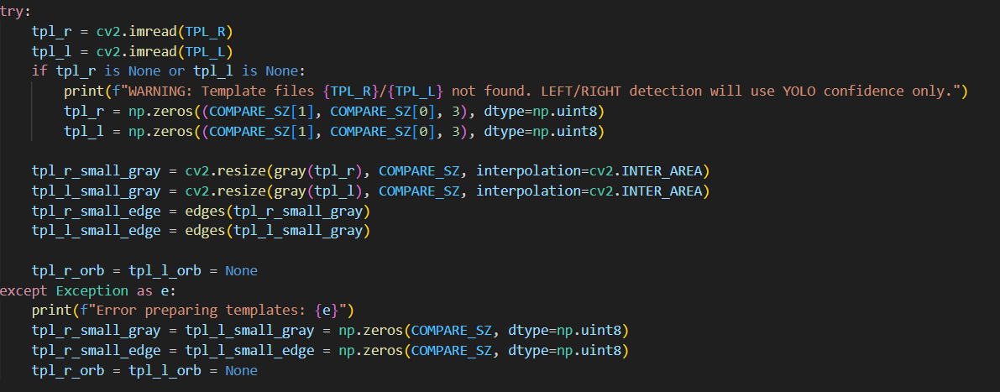 try:
    tpl_r = cv2.imread(TPL_R)
    tpl_l = cv2.imread(TPL_L)
    if tpl_r is None or tpl_l is None:
        print(f"WARNING: Template files {TPL_R}/{TPL_L} not found. LEFT/RIGHT detection will use YOLO confidence only.")
        tpl_r = np.zeros((COMPARE_SZ[1], COMPARE_SZ[0], 3), dtype=np.uint8)
        tpl_l = np.zeros((COMPARE_SZ[1], COMPARE_SZ[0], 3), dtype=np.uint8)

    tpl_r_small_gray = cv2.resize(gray(tpl_r), COMPARE_SZ, interpolation=cv2.INTER_AREA)
    tpl_l_small_gray = cv2.resize(gray(tpl_l), COMPARE_SZ, interpolation=cv2.INTER_AREA)
    tpl_r_small_edge = edges(tpl_r_small_gray)
    tpl_l_small_edge = edges(tpl_l_small_gray)

    tpl_r_orb = tpl_l_orb = None
except Exception as e:
    print(f"Error preparing templates: {e}")
    tpl_r_small_gray = tpl_l_small_gray = np.zeros(COMPARE_SZ, dtype=np.uint8)
    tpl_r_small_edge = tpl_l_small_edge = np.zeros(COMPARE_SZ, dtype=np.uint8)
    tpl_r_orb = tpl_l_orb = None